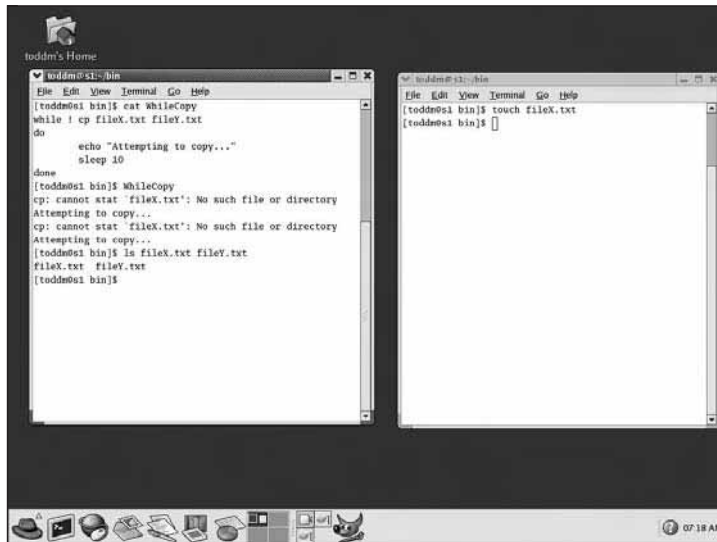 toddm's Home
toddm@s1:~/bin
File Edit View Terminal Go Help
[toddm@s1 bin]$ cat WhileCopy
while ! cp fileX.txt fileY.txt
do
echo "Attempting to copy..."
sleep 10
done
[toddm@s1 bin]$ WhileCopy
cp: cannot stat `fileX.txt': No such file or directory
Attempting to copy...
cp: cannot stat `fileX.txt': No such file or directory
Attempting to copy...
[toddm@s1 bin]$ ls fileX.txt fileY.txt
fileX.txt fileY.txt
[toddm@s1 bin]$
toddm@s1:~/bin
File Edit View Terminal Go Help
[toddm@s1 bin]$ touch fileX.txt
[toddm@s1 bin]$
07:18 AM